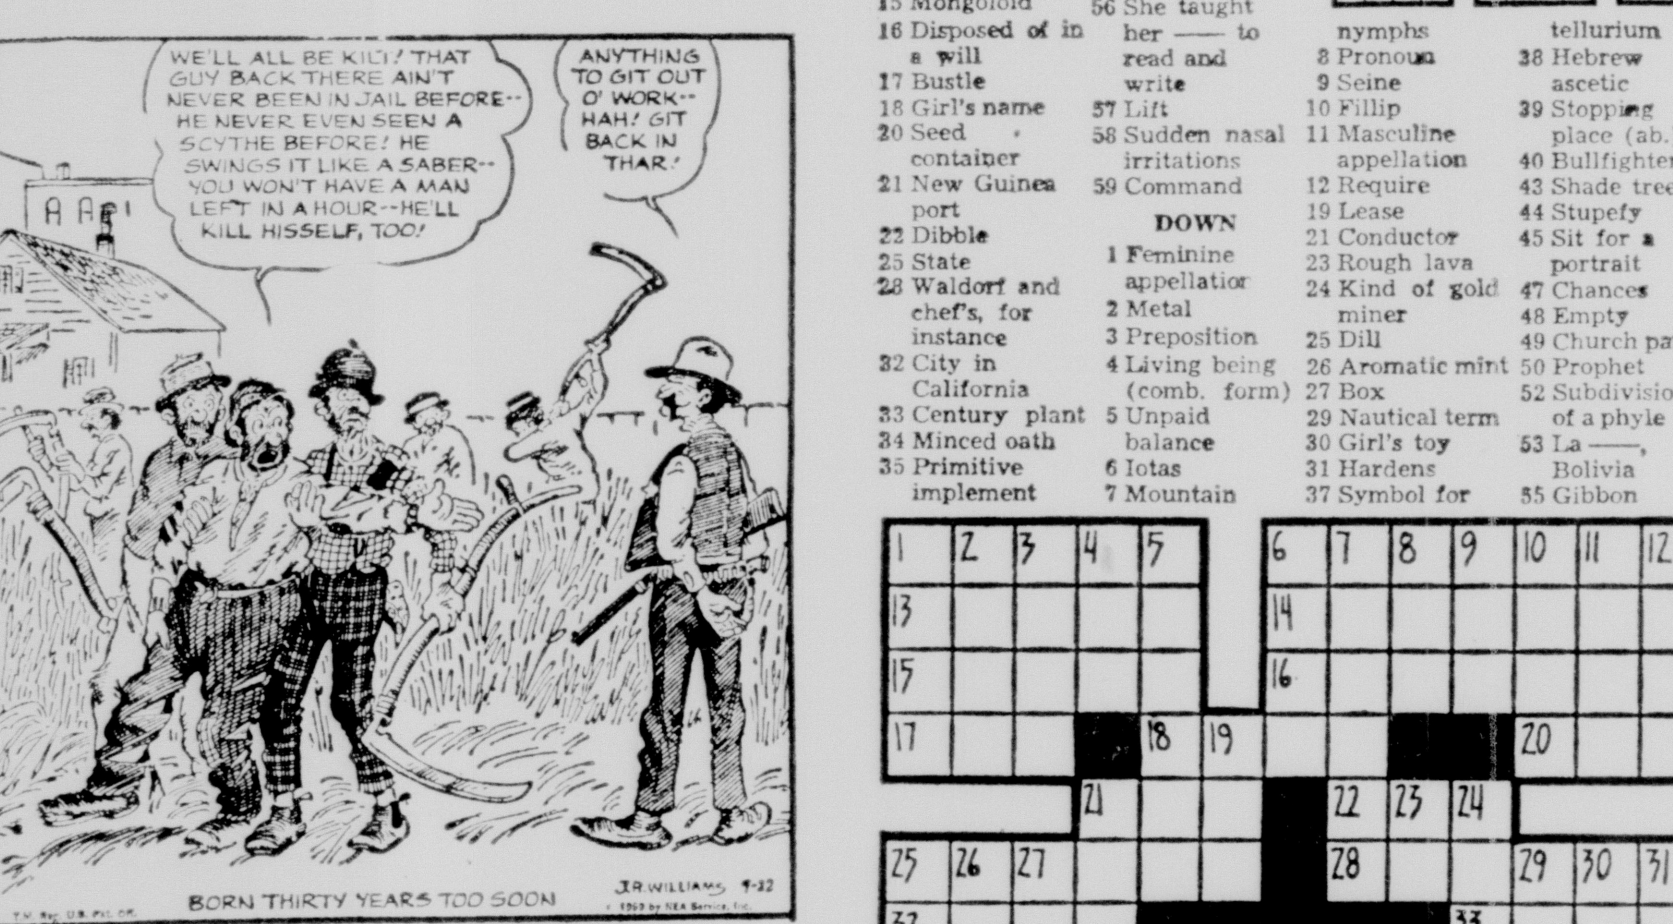 WE'LL ALL BE KILT! THAT
GUY BACK THERE AIN'T
NEVER BEEN IN JAIL BEFORE--
HE NEVER EVEN SEEN A
SCYTHE BEFORE! HE
SWINGS IT LIKE A SABER--
YOU WON'T HAVE A MAN
LEFT IN A HOUR--HE'LL
KILL HISSELF, TOO!
ANYTHING
TO GIT OUT
O' WORK--
HAH! GIT
BACK IN
THAR!
BORN THIRTY YEARS TOO SOON
J.R.WILLIAMS 9-22
T.M. Reg. U.S. Pat. Off.
by NEA Service, Inc.
15 Mongoloid
16 Disposed of in
a will
17 Bustle
18 Girl's name
20 Seed
container
21 New Guinea
port
22 Dibble
25 State
28 Waldorf and
chef's, for
instance
32 City in
California
33 Century plant
34 Minced oath
35 Primitive
implement
56 She taught
her —— to
read and
write
57 Lift
58 Sudden nasal
irritations
59 Command
DOWN
1 Feminine
appellation
2 Metal
3 Preposition
4 Living being
(comb. form)
5 Unpaid
balance
6 Iotas
7 Mountain
nymphs
8 Pronoun
9 Seine
10 Fillip
11 Masculine
appellation
12 Require
19 Lease
21 Conductor
23 Rough lava
24 Kind of gold
miner
25 Dill
26 Aromatic mint
27 Box
29 Nautical term
30 Girl's toy
31 Hardens
37 Symbol for
tellurium
38 Hebrew
ascetic
39 Stopping
place (ab.
40 Bullfighter
43 Shade tree
44 Stupefy
45 Sit for a
portrait
47 Chances
48 Empty
49 Church pa
50 Prophet
52 Subdivisio
of a phyle
53 La ——,
Bolivia
55 Gibbon
1 2 3 4 5 6 7 8 9 10 11 12
13 14
15 16
17 18 19 20
21 22 23 24
25 26 27 28 29 30 31
32 33